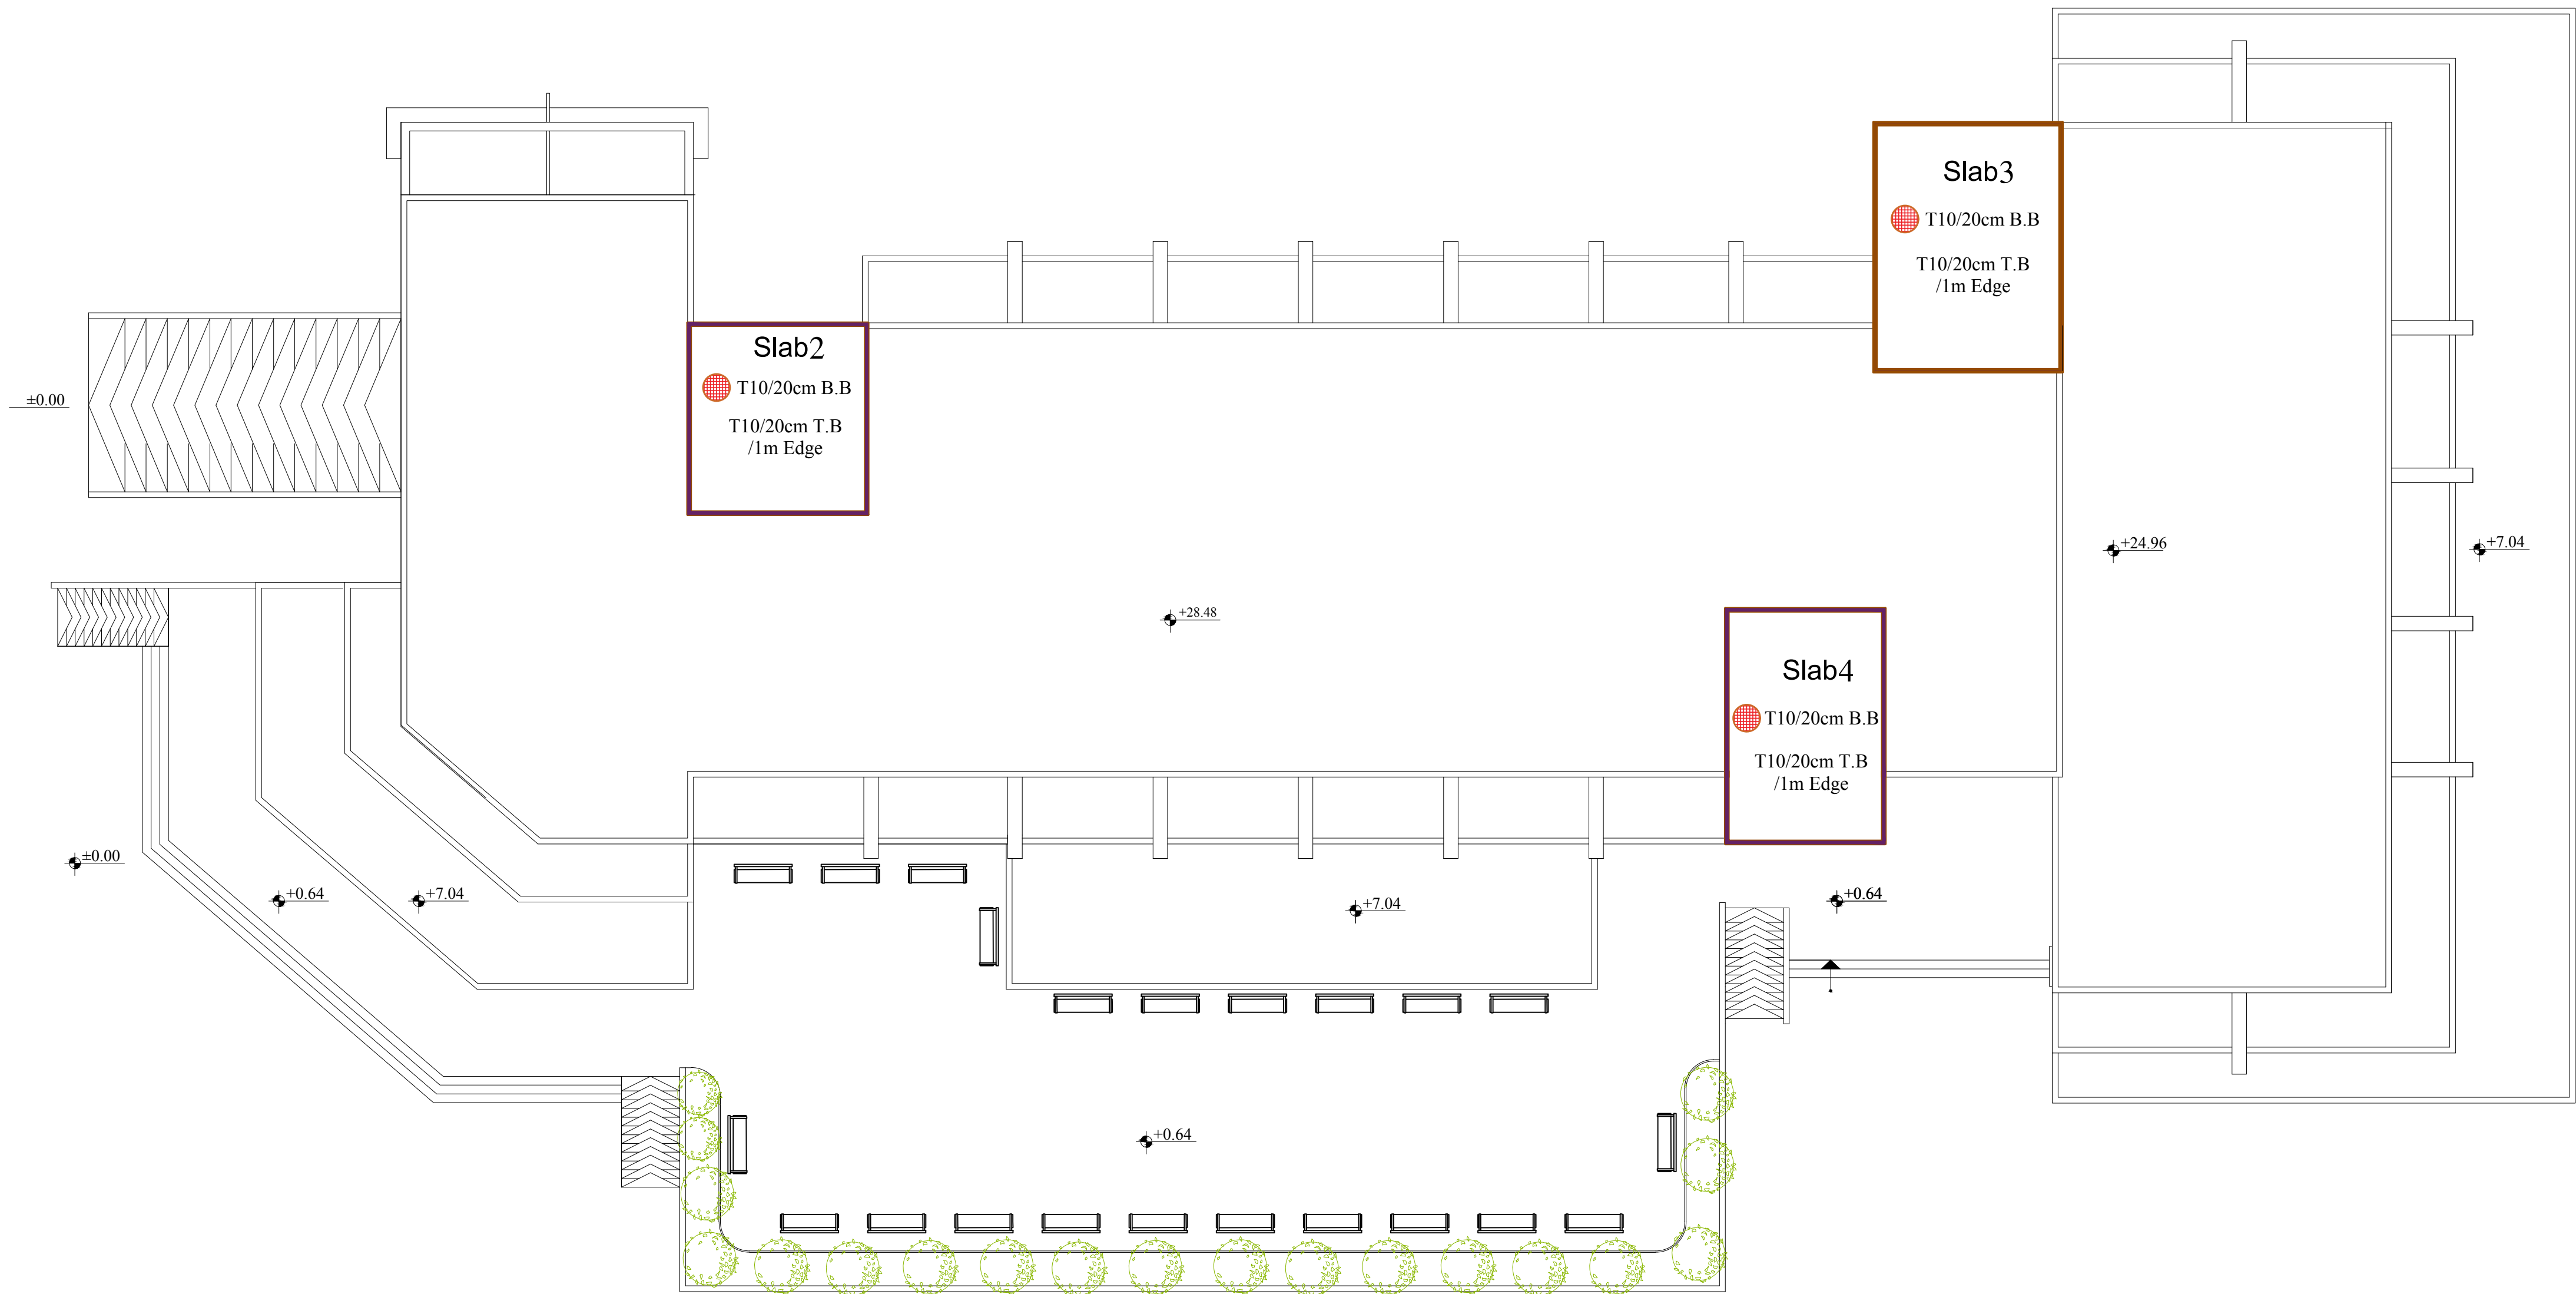 Slab3
T10/20cm B.B
T10/20cm T.B
/1m Edge
Slab2
T10/20cm B.B
T10/20cm T.B
/1m Edge
±0.00
+24.96
+7.04
+28.48
Slab4
T10/20cm B.B
T10/20cm T.B
/1m Edge
±0.00
+0.64
+7.04
+7.04
+0.64
+0.64